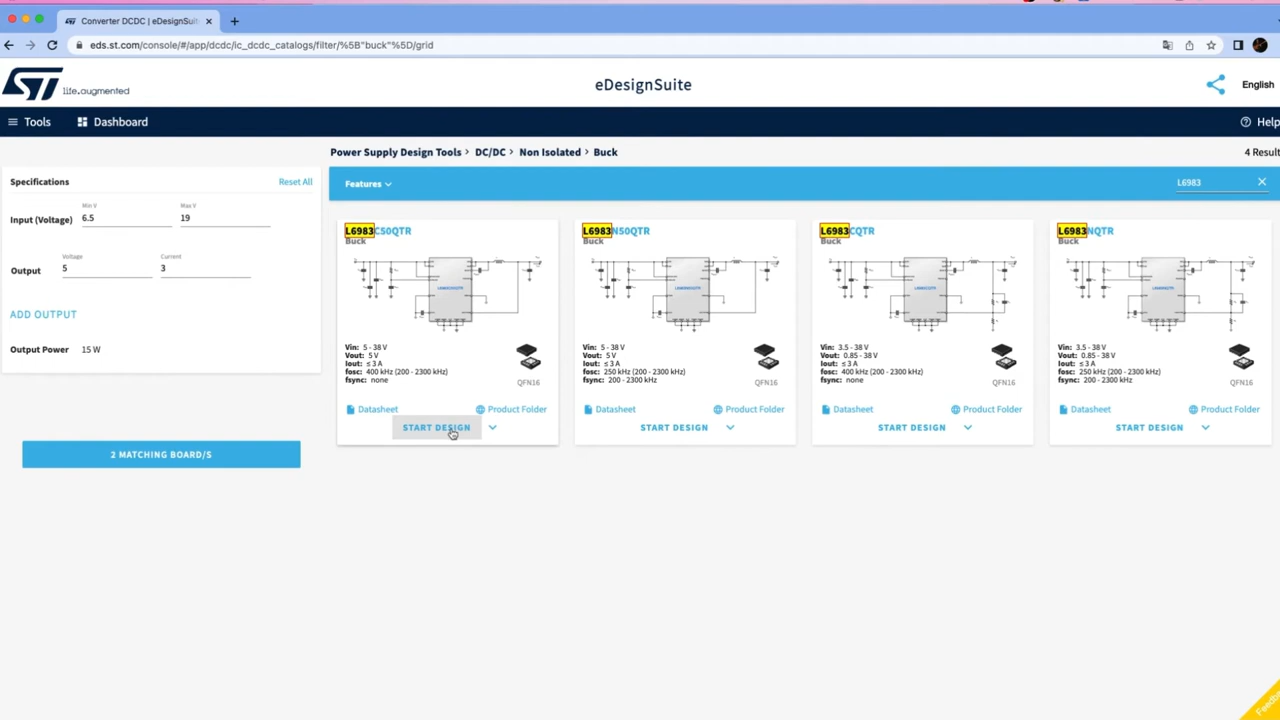 Converter DCDC | eDesignSuite
eds.st.com/console/#/app/dcdc/ic_dcdc_catalogs/filter/%5B"buck"%5D/grid
ST life.augmented
eDesignSuite
English
Tools
Dashboard
Help
Power Supply Design Tools > DC/DC > Non Isolated > Buck
4 Result
Specifications
Reset All
Features
L6983
Input (Voltage)
Min V
6.5
Max V
19
Output
Voltage
5
Current
3
ADD OUTPUT
Output Power 15 W
2 MATCHING BOARD/S
L6983C50QTR
Buck
Vin: 5 - 38 V
Vout: 5 V
Iout: ≤ 3 A
fosc: 400 kHz (200 - 2300 kHz)
fsync: none
QFN16
Datasheet
Product Folder
START DESIGN
L6983N50QTR
Buck
Vin: 5 - 38 V
Vout: 5 V
Iout: ≤ 3 A
fosc: 250 kHz (200 - 2300 kHz)
fsync: 200 - 2300 kHz
QFN16
Datasheet
Product Folder
START DESIGN
L6983CQTR
Buck
Vin: 3.5 - 38 V
Vout: 0.85 - 38 V
Iout: ≤ 3 A
fosc: 400 kHz (200 - 2300 kHz)
fsync: none
QFN16
Datasheet
Product Folder
START DESIGN
L6983NQTR
Buck
Vin: 3.5 - 38 V
Vout: 0.85 - 38 V
Iout: ≤ 3 A
fosc: 250 kHz (200 - 2300 kHz)
fsync: 200 - 2300 kHz
QFN16
Datasheet
Product Folder
START DESIGN